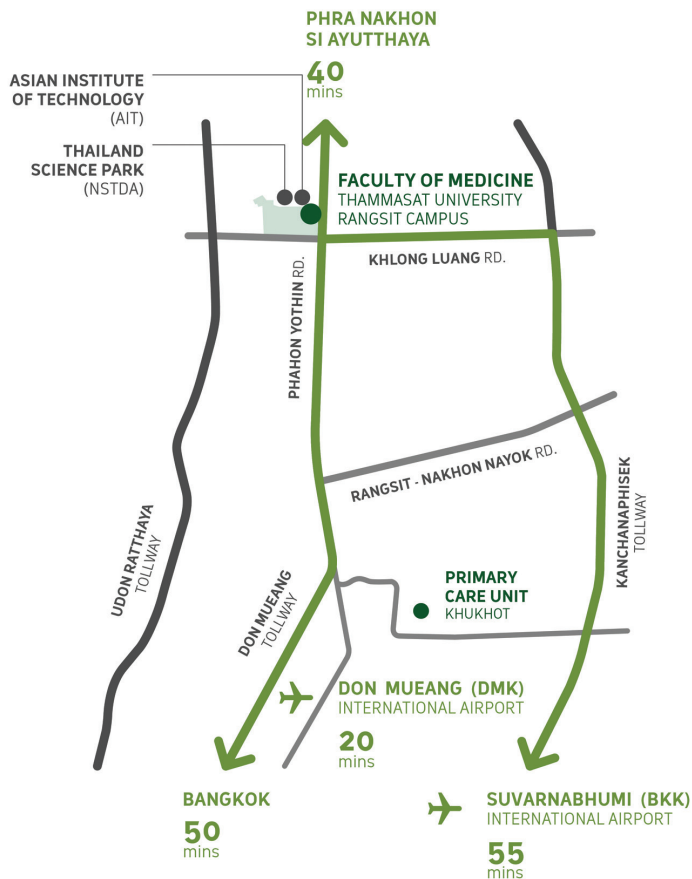 PHRA NAKHON
SI AYUTTHAYA
40
mins
ASIAN INSTITUTE
OF TECHNOLOGY
(AIT)
THAILAND
SCIENCE PARK
(NSTDA)
FACULTY OF MEDICINE
THAMMASAT UNIVERSITY
RANGSIT CAMPUS
KHLONG LUANG RD.
PHAHON YOTHIN RD.
RANGSIT - NAKHON NAYOK RD.
KANCHANAPHISEK
TOLLWAY
UDON RATTHAYA
TOLLWAY
DON MUEANG
TOLLWAY
PRIMARY
CARE UNIT
KHUKHOT
DON MUEANG (DMK)
INTERNATIONAL AIRPORT
20
mins
BANGKOK
50
mins
SUVARNABHUMI (BKK)
INTERNATIONAL AIRPORT
55
mins